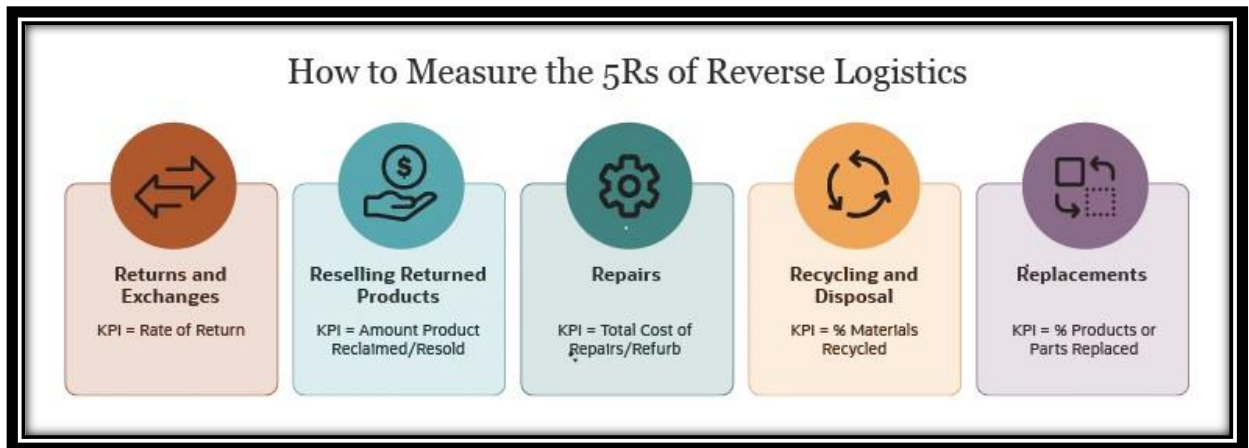 How to Measure the 5Rs of Reverse Logistics
$
Returns and
Exchanges
KPI = Rate of Return
Reselling Returned
Products
KPI = Amount Product
Reclaimed/Resold
Repairs
KPI = Total Cost of
Repairs/Refurb
Recycling and
Disposal
KPI = % Materials
Recycled
Replacements
KPI = % Products or
Parts Replaced